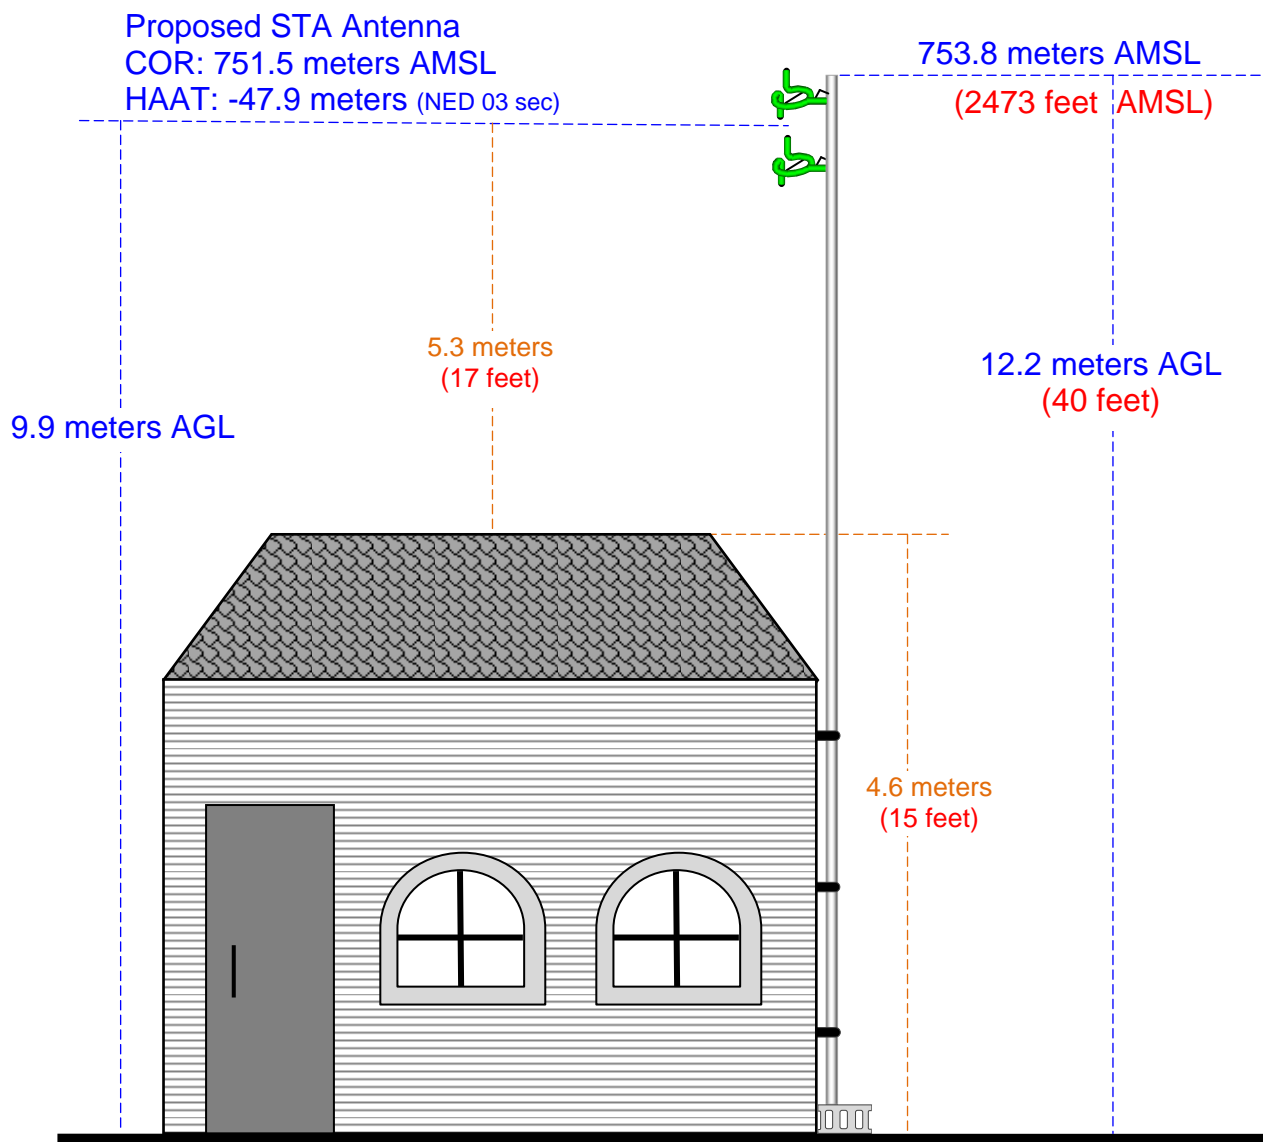 Proposed STA Antenna
COR: 751.5 meters AMSL
HAAT: -47.9 meters (NED 03 sec)
753.8 meters AMSL
(2473 feet AMSL)
5.3 meters
(17 feet)
12.2 meters AGL
(40 feet)
9.9 meters AGL
4.6 meters
(15 feet)